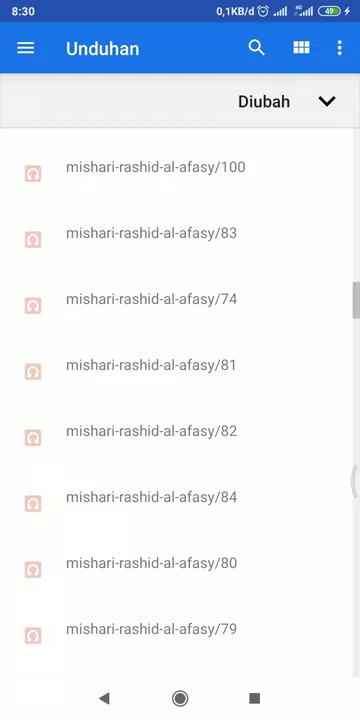 8:30 0,1KB/d 4G 49
Unduhan
Diubah
mishari-rashid-al-afasy/100
mishari-rashid-al-afasy/83
mishari-rashid-al-afasy/74
mishari-rashid-al-afasy/81
mishari-rashid-al-afasy/82
mishari-rashid-al-afasy/84
mishari-rashid-al-afasy/80
mishari-rashid-al-afasy/79